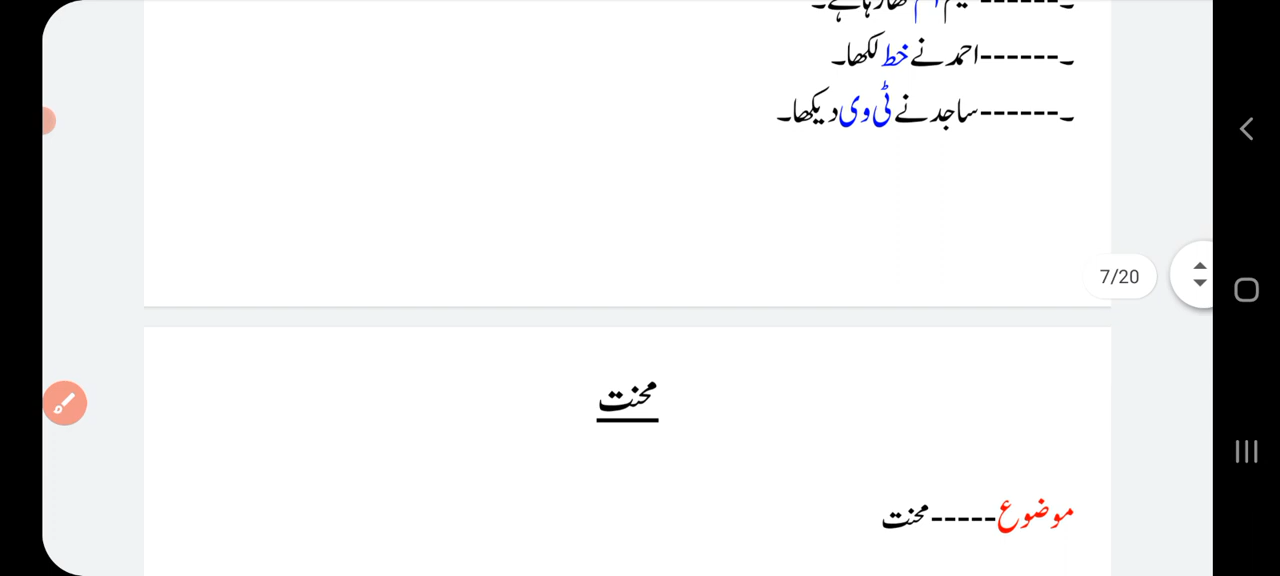 ۔------احمد نے خط لکھا۔
۔------ساجد نے ٹی وی دیکھا۔
7/20
محنت
موضوع-----محنت